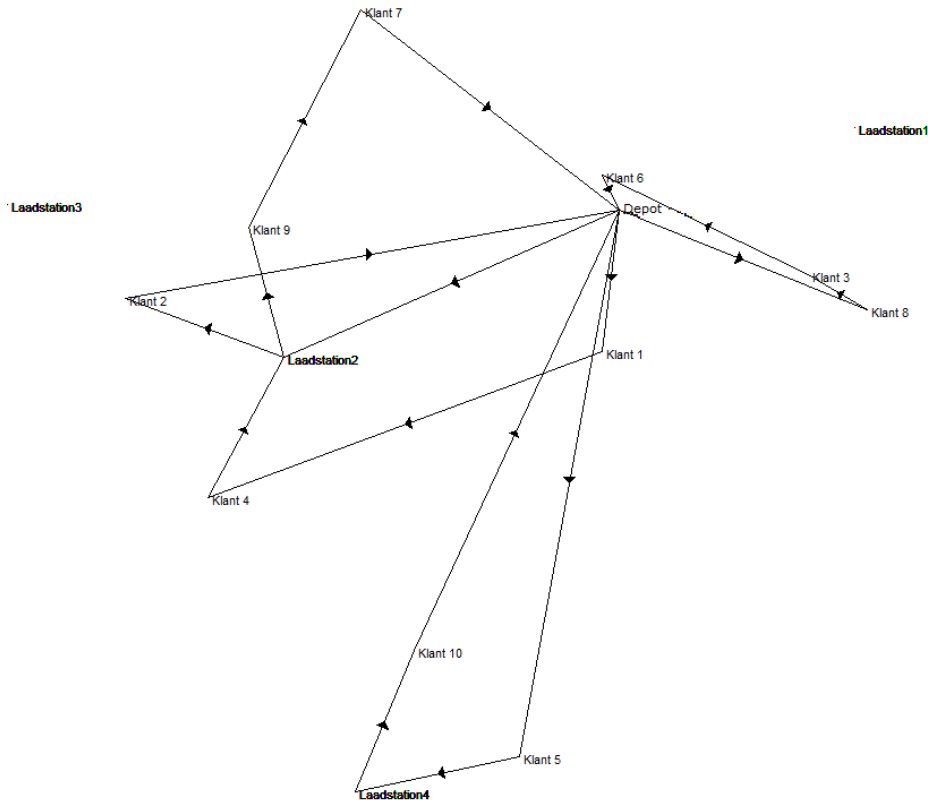 Klant 7
Laadstation1
Klant 6
Laadstation3
Depot
Klant 9
Klant 3
Klant 2
Klant 8
Klant 1
Laadstation2
Klant 4
Klant 10
Klant 5
Laadstation4